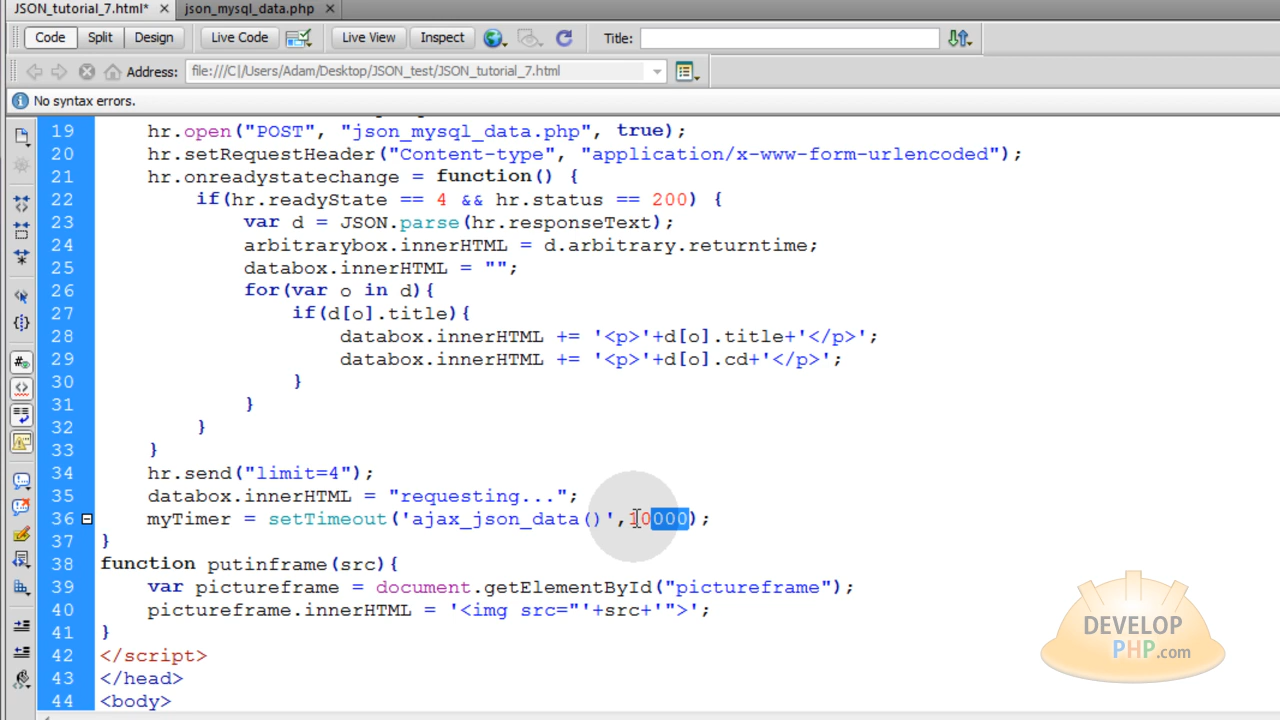 JSON_tutorial_7.html* × json_mysql_data.php ×
Code Split Design Live Code Live View Inspect Title:
Address: file:///C|/Users/Adam/Desktop/JSON_test/JSON_tutorial_7.html
No syntax errors.
19 hr.open("POST", "json_mysql_data.php", true);
20 hr.setRequestHeader("Content-type", "application/x-www-form-urlencoded");
21 hr.onreadystatechange = function() {
22 if(hr.readyState == 4 && hr.status == 200) {
23 var d = JSON.parse(hr.responseText);
24 arbitrarybox.innerHTML = d.arbitrary.returntime;
25 databox.innerHTML = "";
26 for(var o in d){
27 if(d[o].title){
28 databox.innerHTML += '<p>'+d[o].title+'</p>';
29 databox.innerHTML += '<p>'+d[o].cd+'</p>';
30 }
31 }
32 }
33 }
34 hr.send("limit=4");
35 databox.innerHTML = "requesting...";
36 myTimer = setTimeout('ajax_json_data()',10000);
37 }
38 function putinframe(src){
39 var pictureframe = document.getElementById("pictureframe");
40 pictureframe.innerHTML = '<img src="'+src+'">';
41 }
42 </script>
43 </head>
44 <body>
DEVELOP
PHP.com